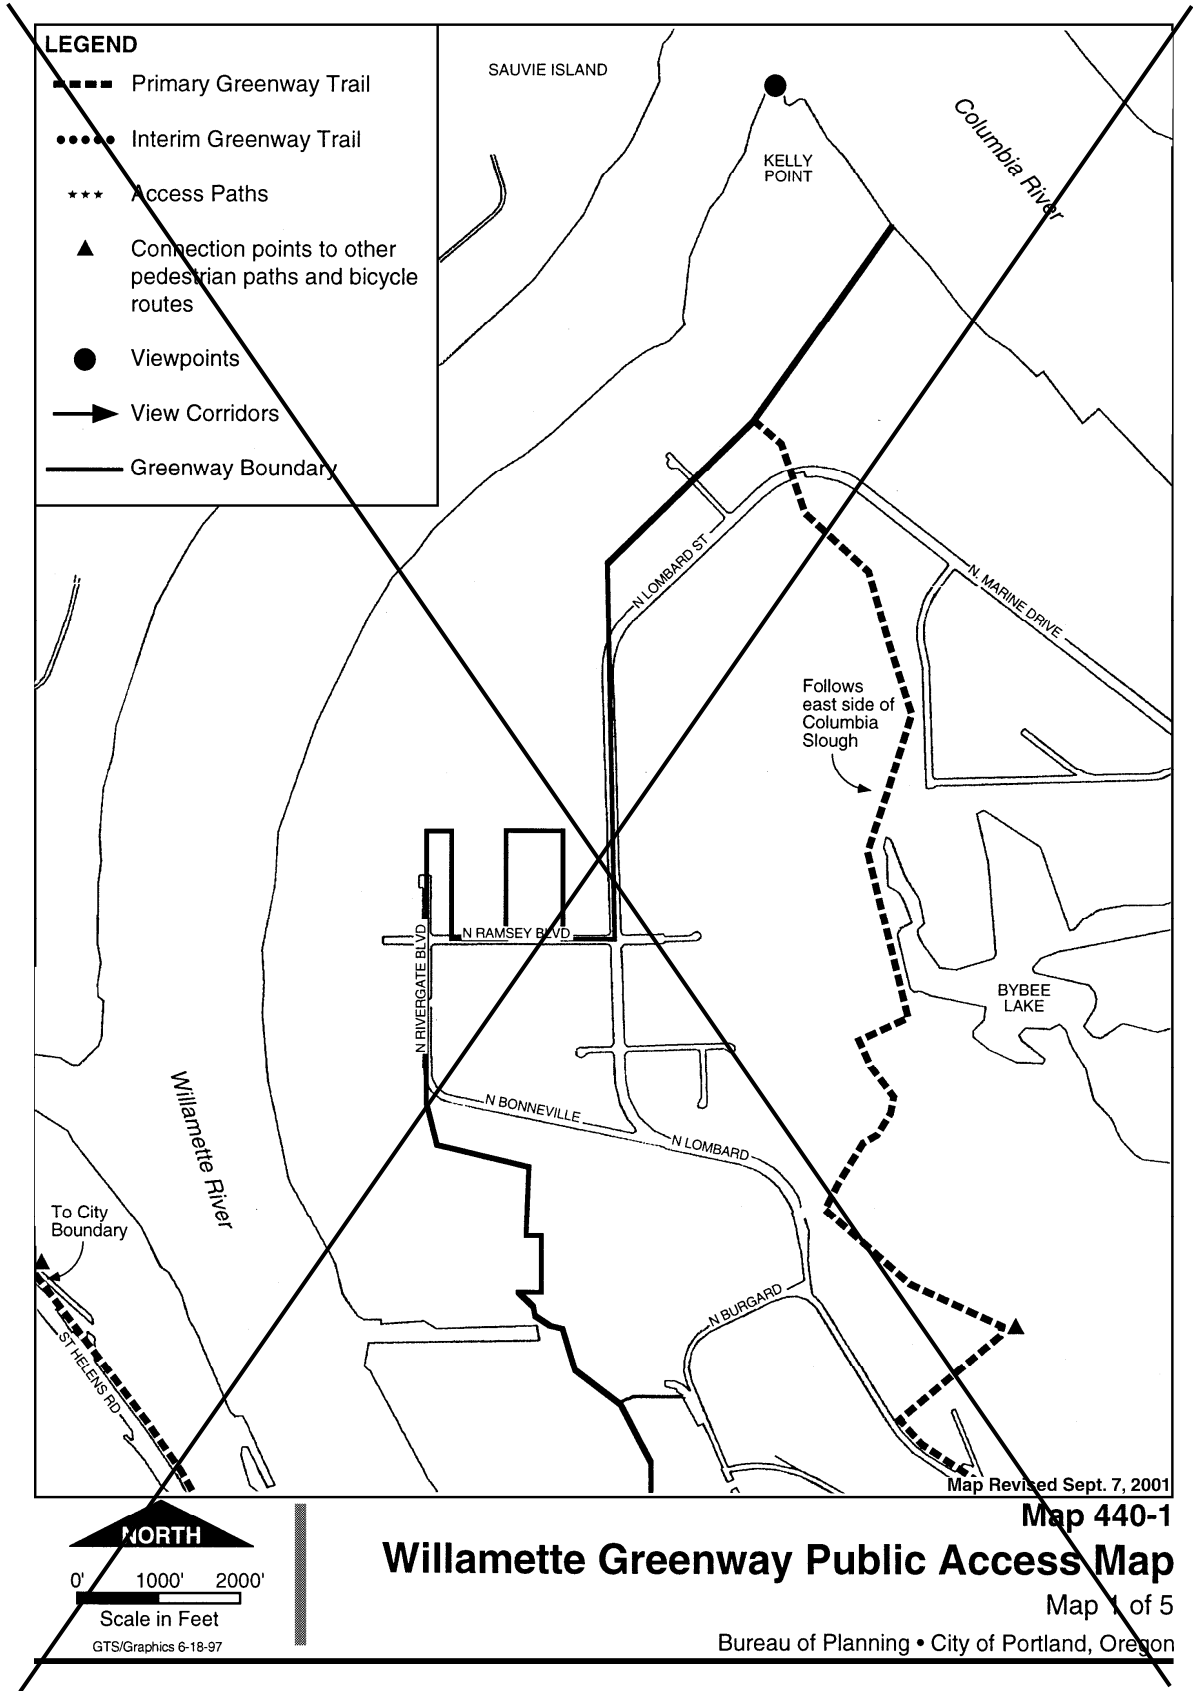 LEGEND
Primary Greenway Trail
Interim Greenway Trail
Access Paths
Connection points to other
pedestrian paths and bicycle
routes
Viewpoints
View Corridors
Greenway Boundary
SAUVIE ISLAND
KELLY
POINT
Columbia River
N LOMBARD ST
N. MARINE DRIVE
Follows
east side of
Columbia
Slough
N RAMSEY BLVD
N RIVERGATE BLVD
BYBEE
LAKE
Willamette River
N BONNEVILLE
N LOMBARD
To City
Boundary
N BURGARD
ST HELENS RD
Map Revised Sept. 7, 2001
NORTH
0' 1000' 2000'
Scale in Feet
GTS/Graphics 6-18-97
Map 440-1
Willamette Greenway Public Access Map
Map 1 of 5
Bureau of Planning • City of Portland, Oregon